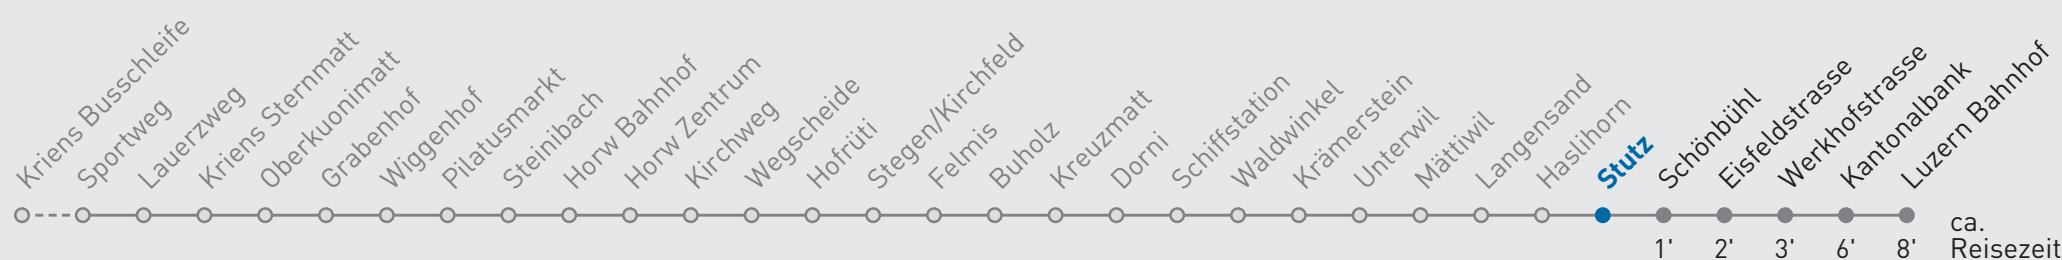 Kriens Busschleife
Sportweg
Lauerzweg
Kriens Sternmatt
Oberkuonimatt
Grabenhof
Wiggenhof
Pilatusmarkt
Steinibach
Horw Bahnhof
Horw Zentrum
Kirchweg
Wegscheide
Hofrüti
Stegen/Kirchfeld
Felmis
Buholz
Kreuzmatt
Dorni
Schiffstation
Waldwinkel
Krämerstein
Unterwil
Mättiwil
Langensand
Haslihorn
Stutz
Schönbühl
Eisfeldstrasse
Werkhofstrasse
Kantonalbank
Luzern Bahnhof
ca.
1' 2' 3' 6' 8' Reisezeit